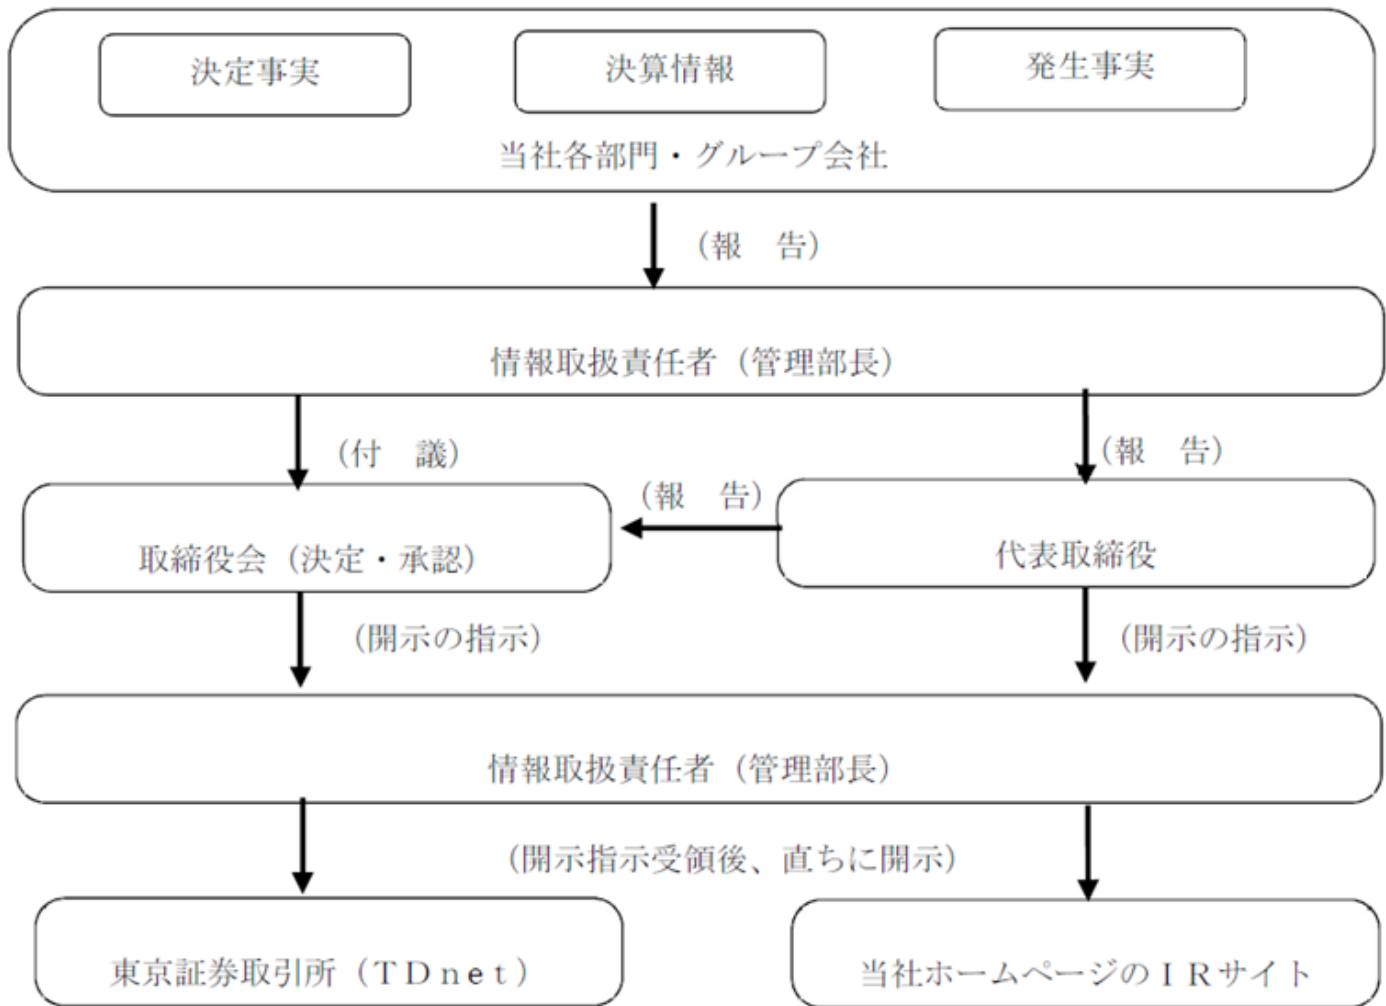 決定事実
決算情報
発生事実
当社各部門・グループ会社
（報　告）
情報取扱責任者（管理部長）
（付　議）
（報　告）
（報　告）
取締役会（決定・承認）
代表取締役
（開示の指示）
（開示の指示）
情報取扱責任者（管理部長）
（開示指示受領後、直ちに開示）
東京証券取引所（ＴＤｎｅｔ）
当社ホームページのＩＲサイト